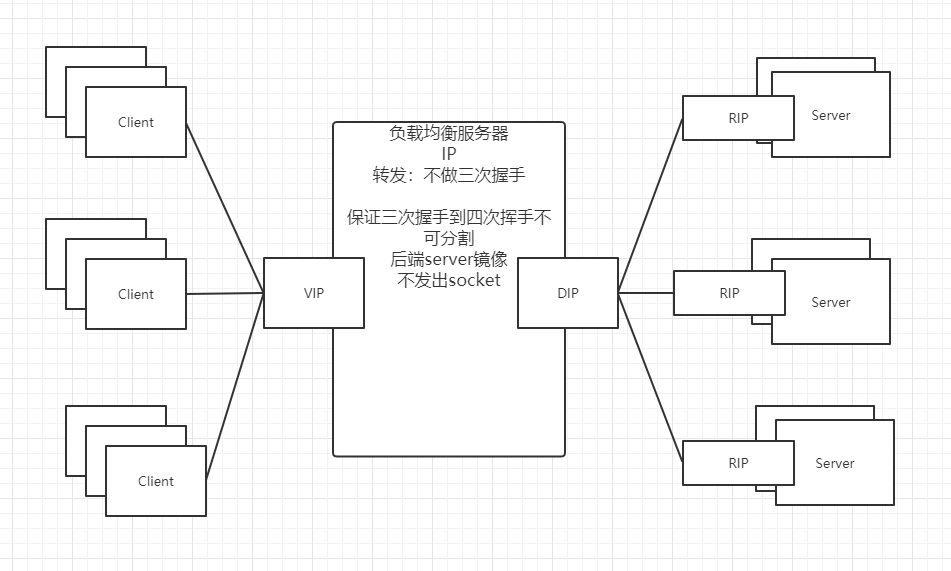 Client
Client
Client
VIP
负载均衡服务器
IP
转发：不做三次握手
保证三次握手到四次挥手不
可分割
后端server镜像
不发出socket
DIP
RIP
Server
RIP
Server
RIP
Server